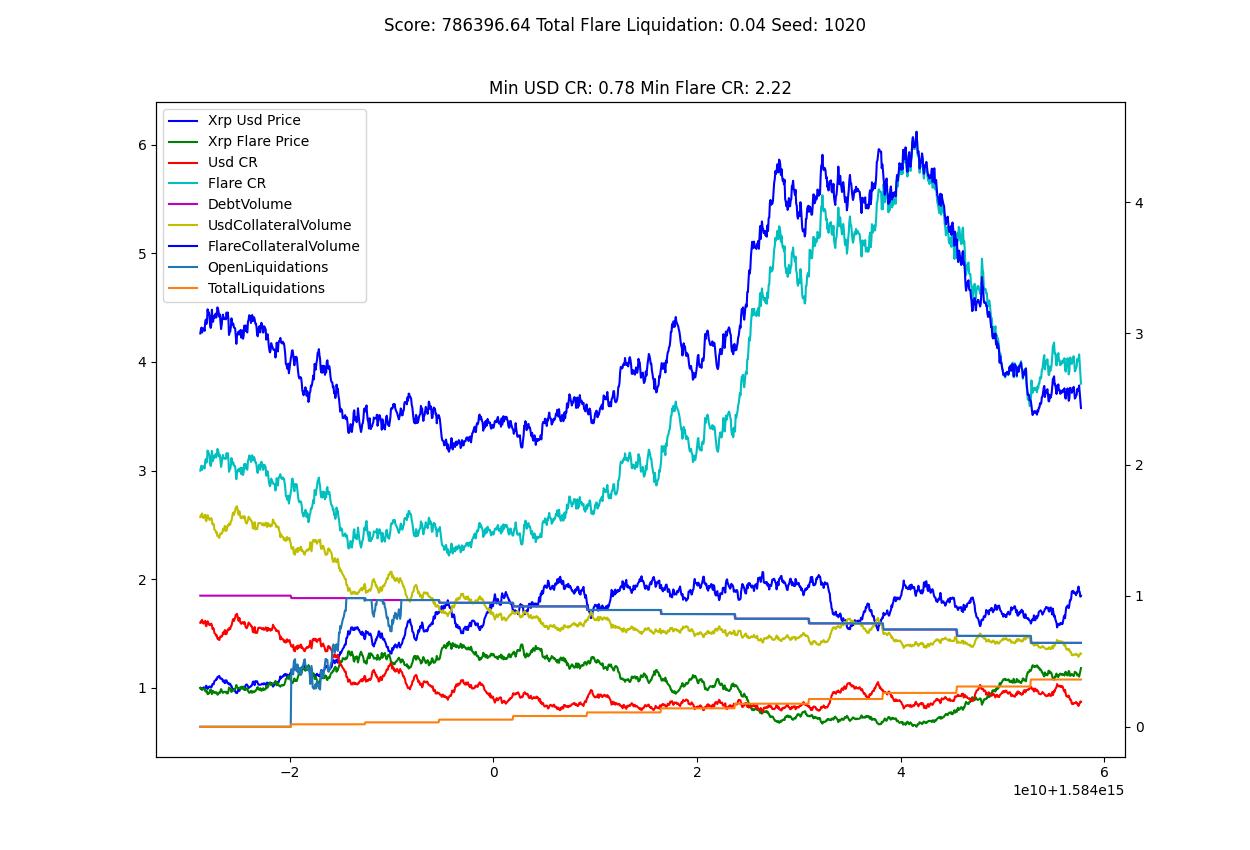 Score: 786396.64 Total Flare Liquidation: 0.04 Seed: 1020
Min USD CR: 0.78 Min Flare CR: 2.22
Xrp Usd Price
Xrp Flare Price
Usd CR
Flare CR
DebtVolume
UsdCollateralVolume
FlareCollateralVolume
OpenLiquidations
TotalLiquidations
6
5
4
3
2
1
4
3
2
1
0
−2
0
2
4
6
1e10+1.584e15